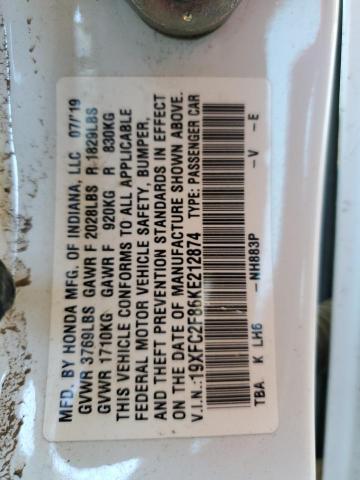 MFD. BY HONDA MFG. OF INDIANA, LLC 07/19
GVWR 3769LBS GAWR F 2028LBS R 1829LBS
GVWR 1710KG GAWR F 920KG R 830KG
THIS VEHICLE CONFORMS TO ALL APPLICABLE
FEDERAL MOTOR VEHICLE SAFETY, BUMPER,
AND THEFT PREVENTION STANDARDS IN EFFECT
ON THE DATE OF MANUFACTURE SHOWN ABOVE.
V.I.N.:19XFC2F86KE212874 TYPE: PASSENGER CAR
TBA K LH6 -NH883P -V -E